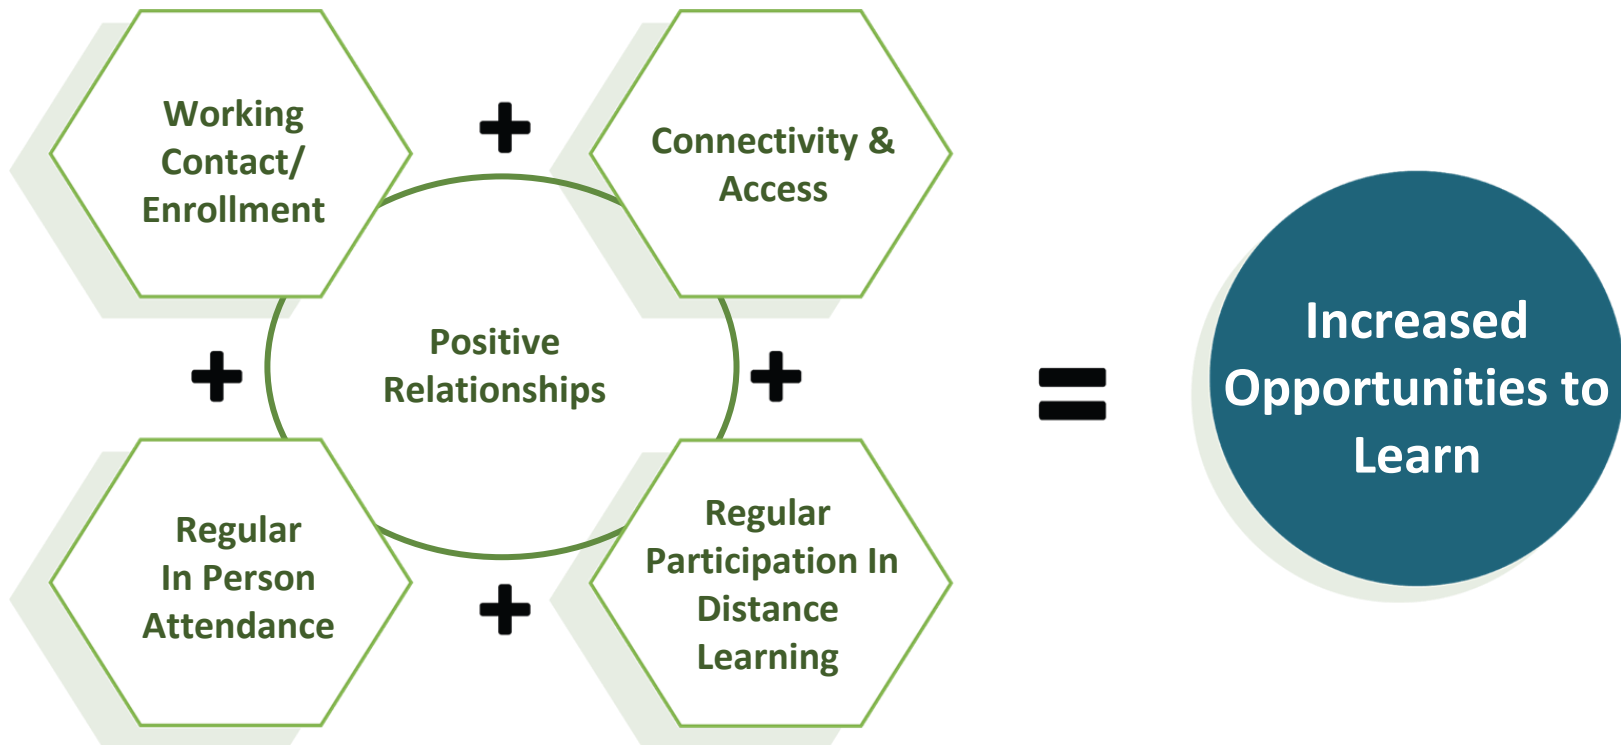 Working
Contact/
Enrollment
+
Connectivity &
Access
+
Positive
Relationships
+
=
Increased
Opportunities to
Learn
Regular
In Person
Attendance
+
Regular
Participation In
Distance
Learning